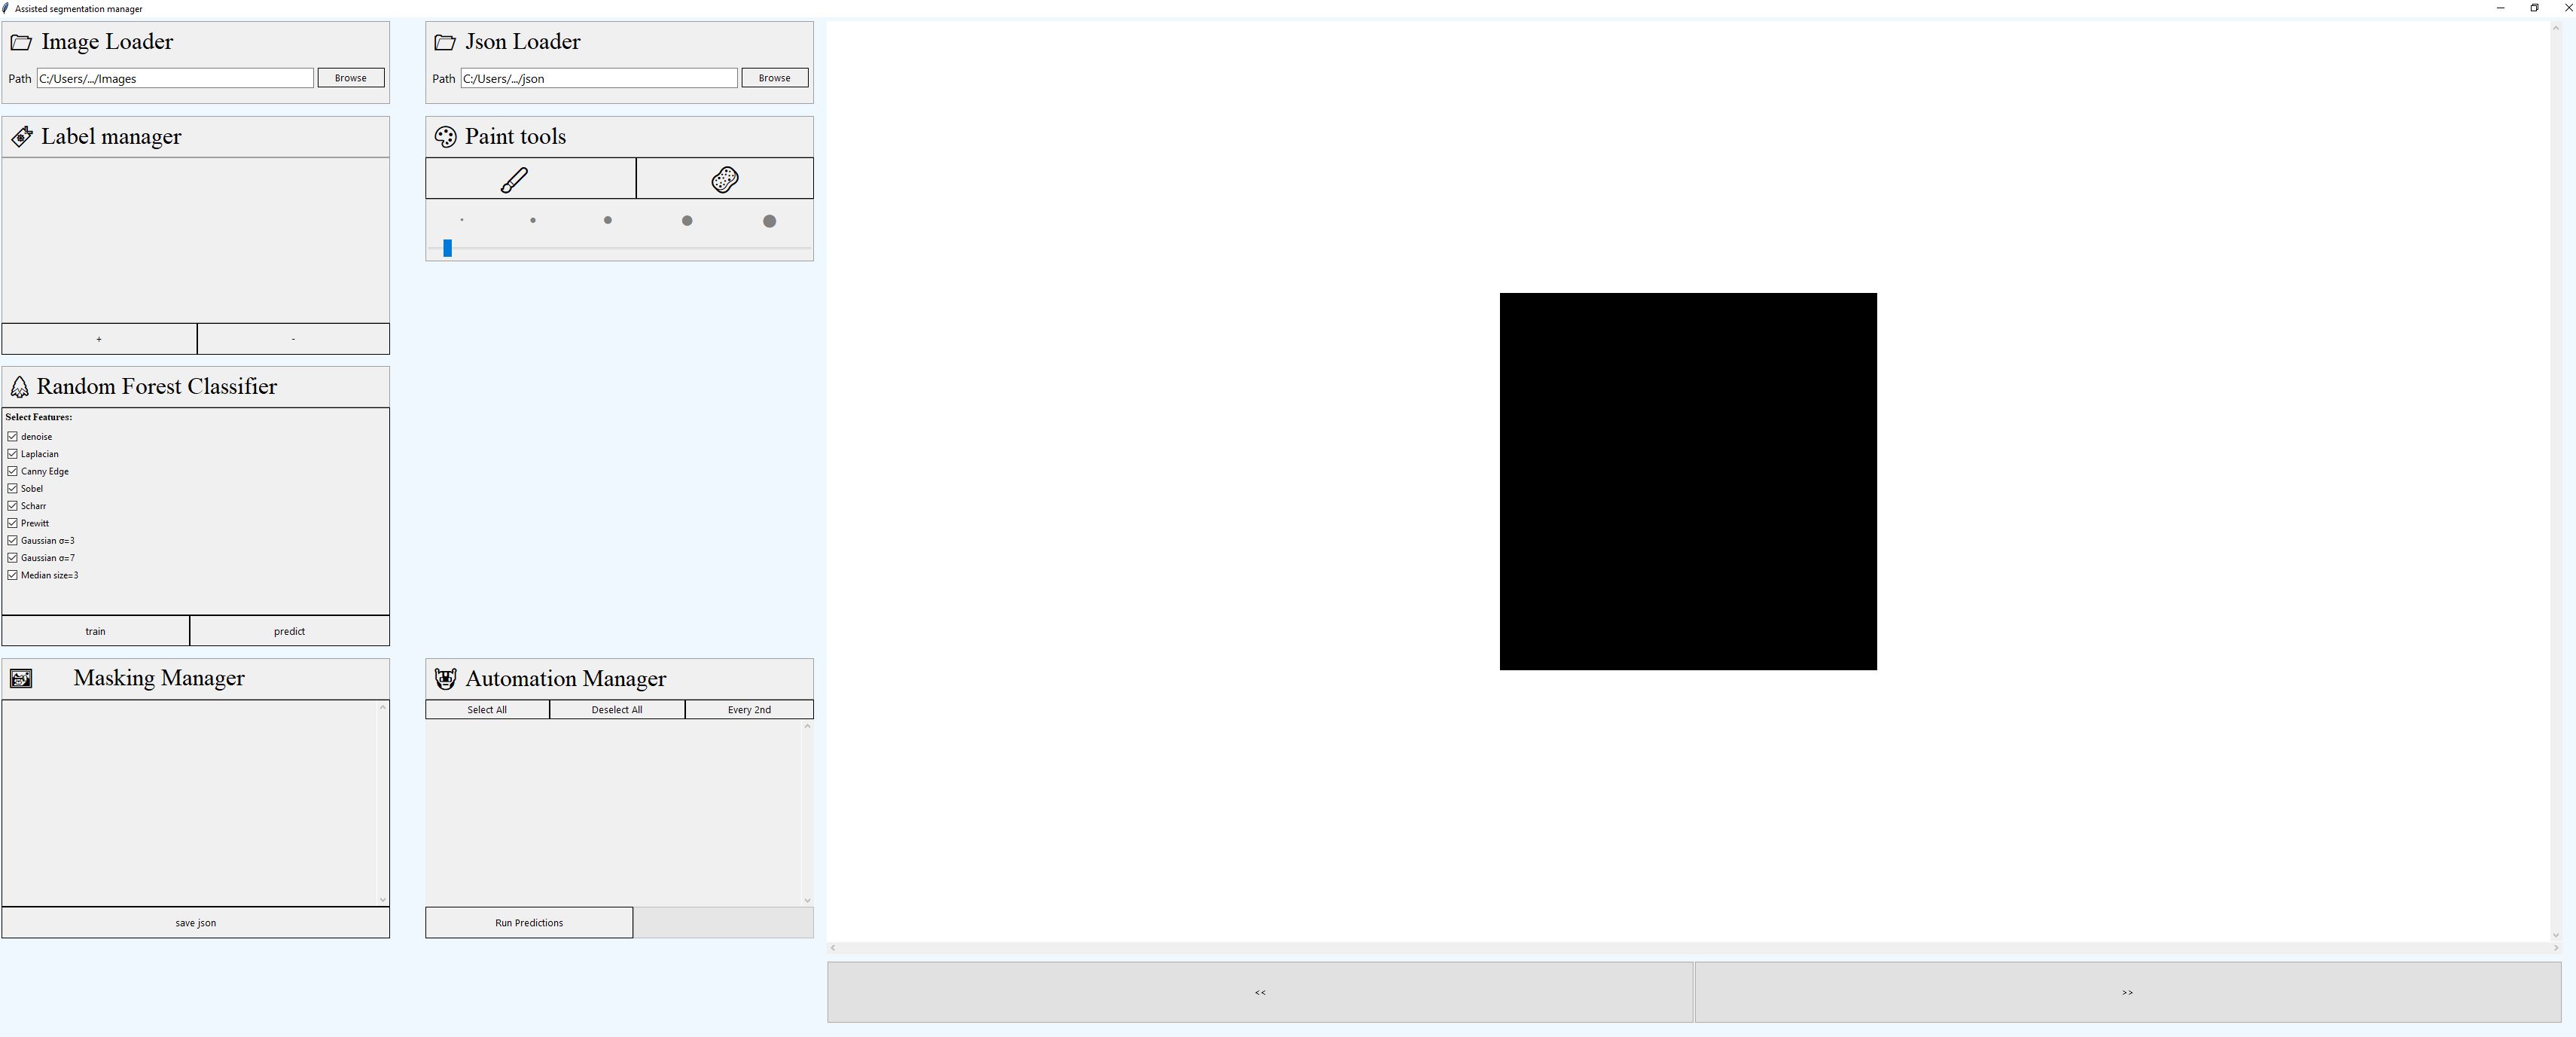 Assisted segmentation manager
Image Loader
Path C:/Users/.../Images Browse
Json Loader
Path C:/Users/.../json Browse
Label manager
+ -
Paint tools
Random Forest Classifier
Select Features:
denoise
Laplacian
Canny Edge
Sobel
Scharr
Prewitt
Gaussian σ=3
Gaussian σ=7
Median size=3
train predict
Masking Manager
save json
Automation Manager
Select All Deselect All Every 2nd
Run Predictions
<< >>